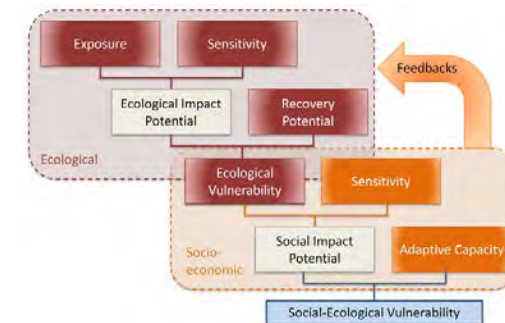 Exposure
Sensitivity
Feedbacks
Ecological Impact
Potential
Recovery
Potential
Ecological
Ecological
Vulnerability
Sensitivity
Socio-
economic
Social Impact
Potential
Adaptive Capacity
Social-Ecological Vulnerability